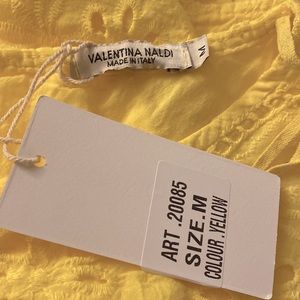 VALENTINA NALDI
MADE IN ITALY
M
ART .20085
SIZE.M
COLOUR .YELLOW